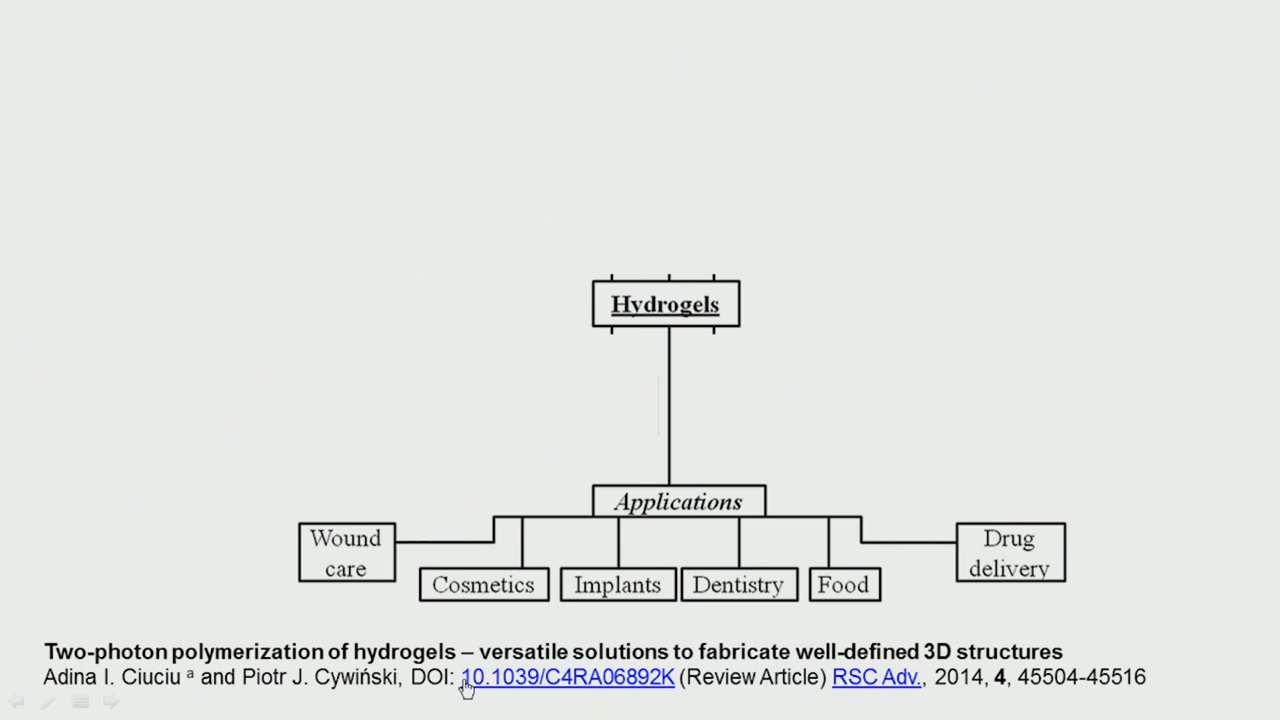 Hydrogels
Applications
Wound
care
Drug
delivery
Cosmetics
Implants
Dentistry
Food
Two-photon polymerization of hydrogels – versatile solutions to fabricate well-defined 3D structures
Adina I. Ciuciu ª and Piotr J. Cywiński, DOI: 10.1039/C4RA06892K (Review Article) RSC Adv., 2014, 4, 45504-45516